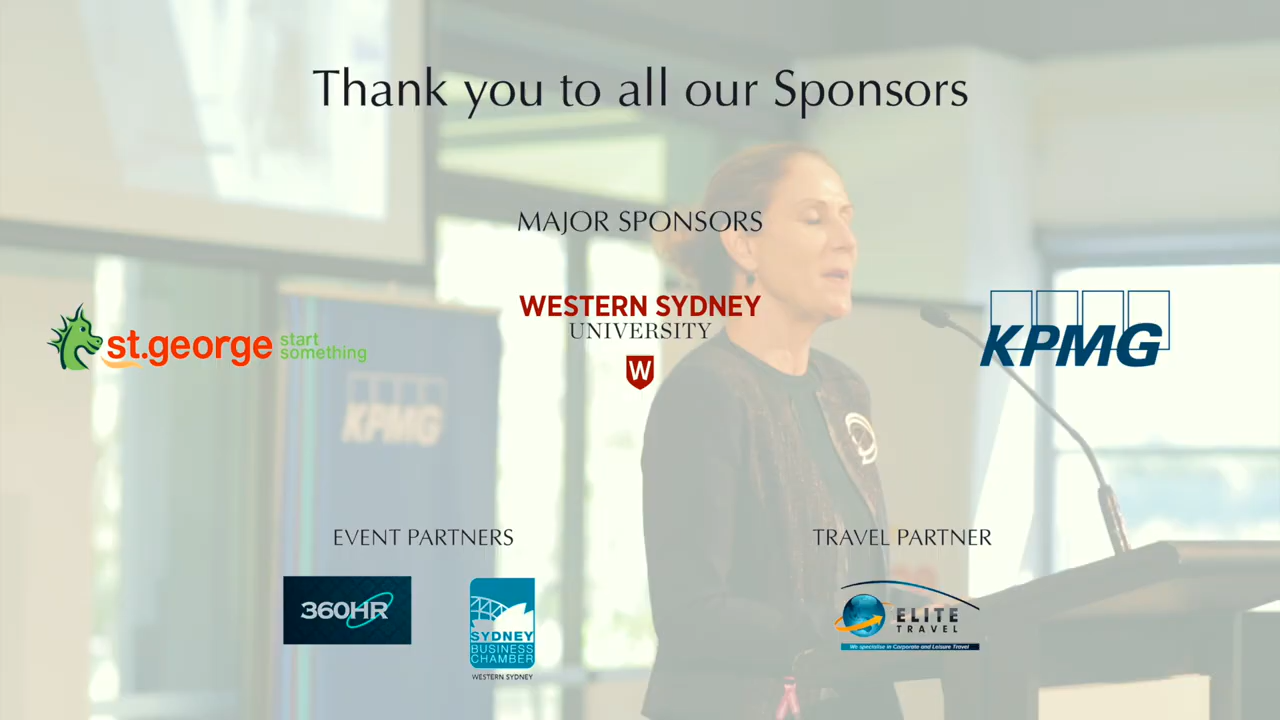 Thank you to all our Sponsors
MAJOR SPONSORS
st.george
start
something
WESTERN SYDNEY
UNIVERSITY
W
KPMG
KPMG
EVENT PARTNERS
TRAVEL PARTNER
360HR
SYDNEY
BUSINESS
CHAMBER
WESTERN SYDNEY
ELITE
TRAVEL
We specialise in Corporate and Leisure Travel